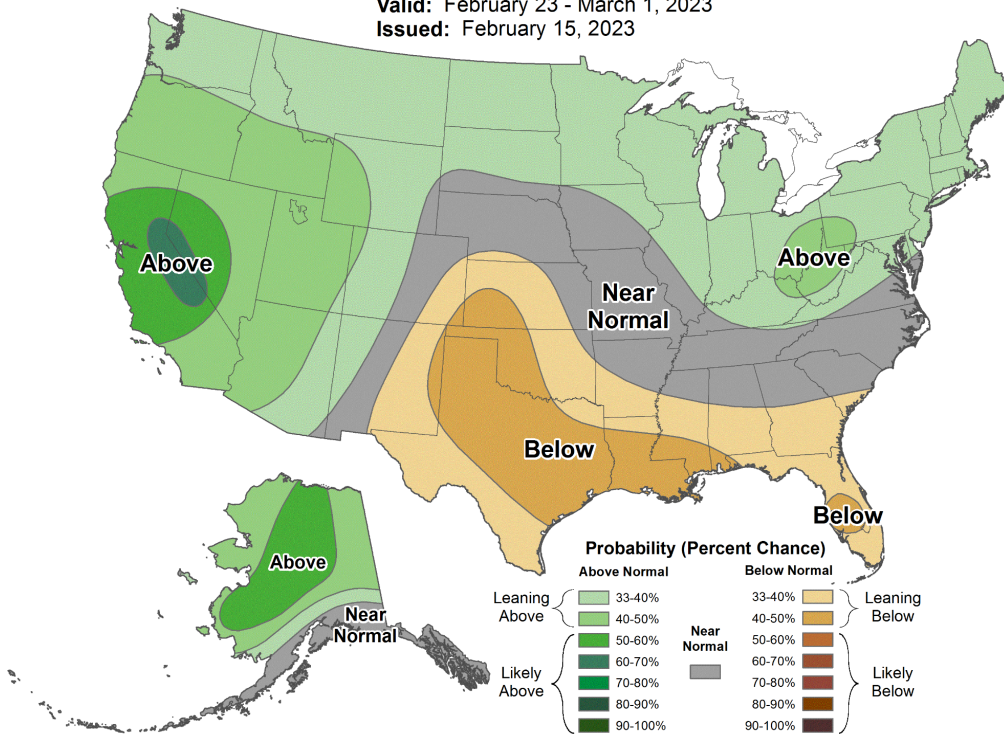 Valid: February 23 - March 1, 2023
Issued: February 15, 2023
Above
Near
Normal
Above
Below
Below
Above
Near
Normal
Probability (Percent Chance)
Above Normal
Below Normal
Leaning
Above
33-40%
40-50%
Likely
Above
50-60%
60-70%
70-80%
80-90%
90-100%
Near
Normal
33-40%
40-50%
Leaning
Below
50-60%
60-70%
70-80%
80-90%
90-100%
Likely
Below